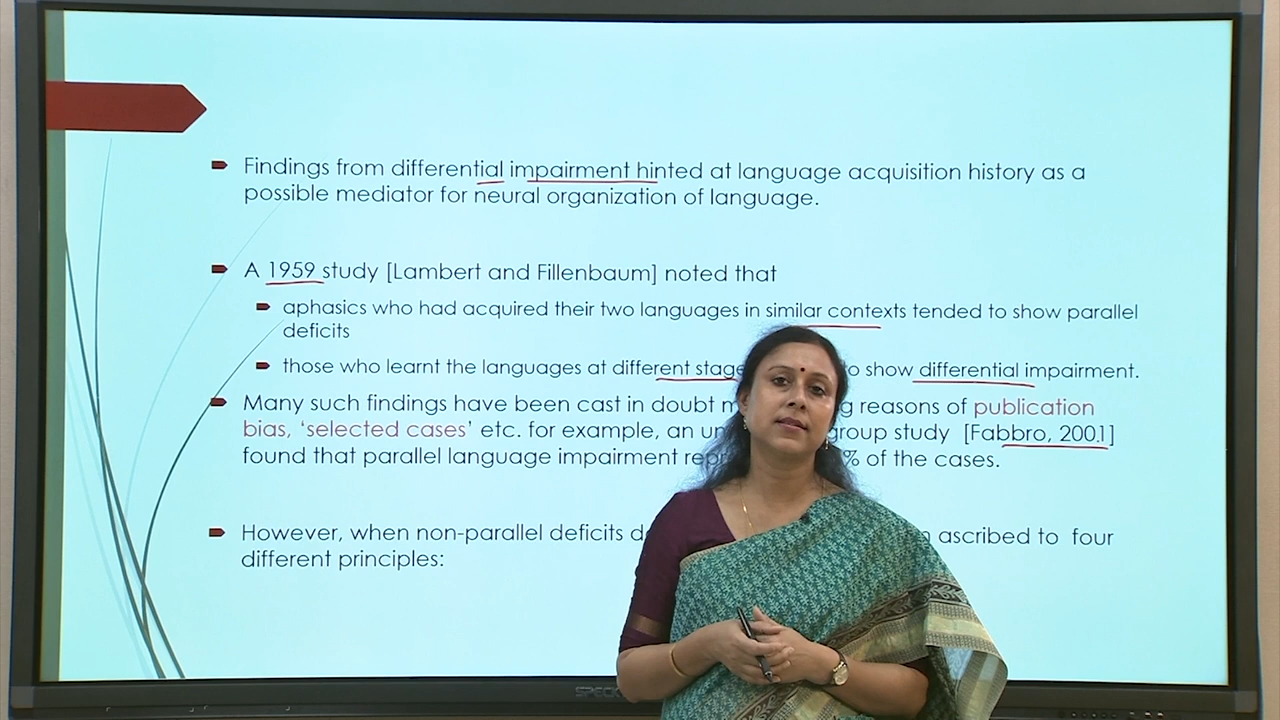 Findings from differential impairment hinted at language acquisition history as a
possible mediator for neural organization of language.
A 1959 study [Lambert and Fillenbaum] noted that
aphasics who had acquired their two languages in similar contexts tended to show parallel
deficits
those who learnt the languages at different stage to show differential impairment.
Many such findings have been cast in doubt g reasons of publication
bias, 'selected cases' etc. for example, an un group study [Fabbro, 2001]
found that parallel language impairment rep % of the cases.
However, when non-parallel deficits d ascribed to four
different principles: